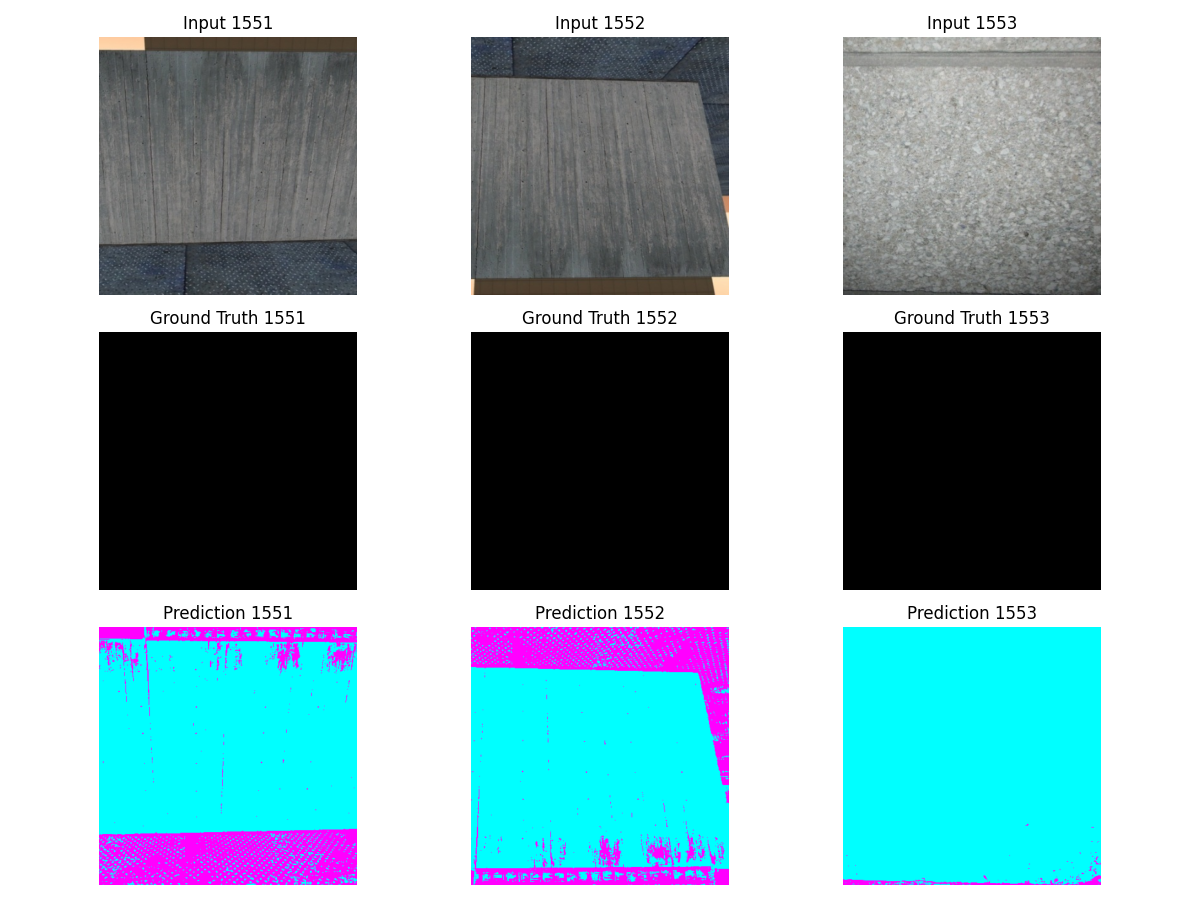 Input 1551
Input 1552
Input 1553
Ground Truth 1551
Ground Truth 1552
Ground Truth 1553
Prediction 1551
Prediction 1552
Prediction 1553